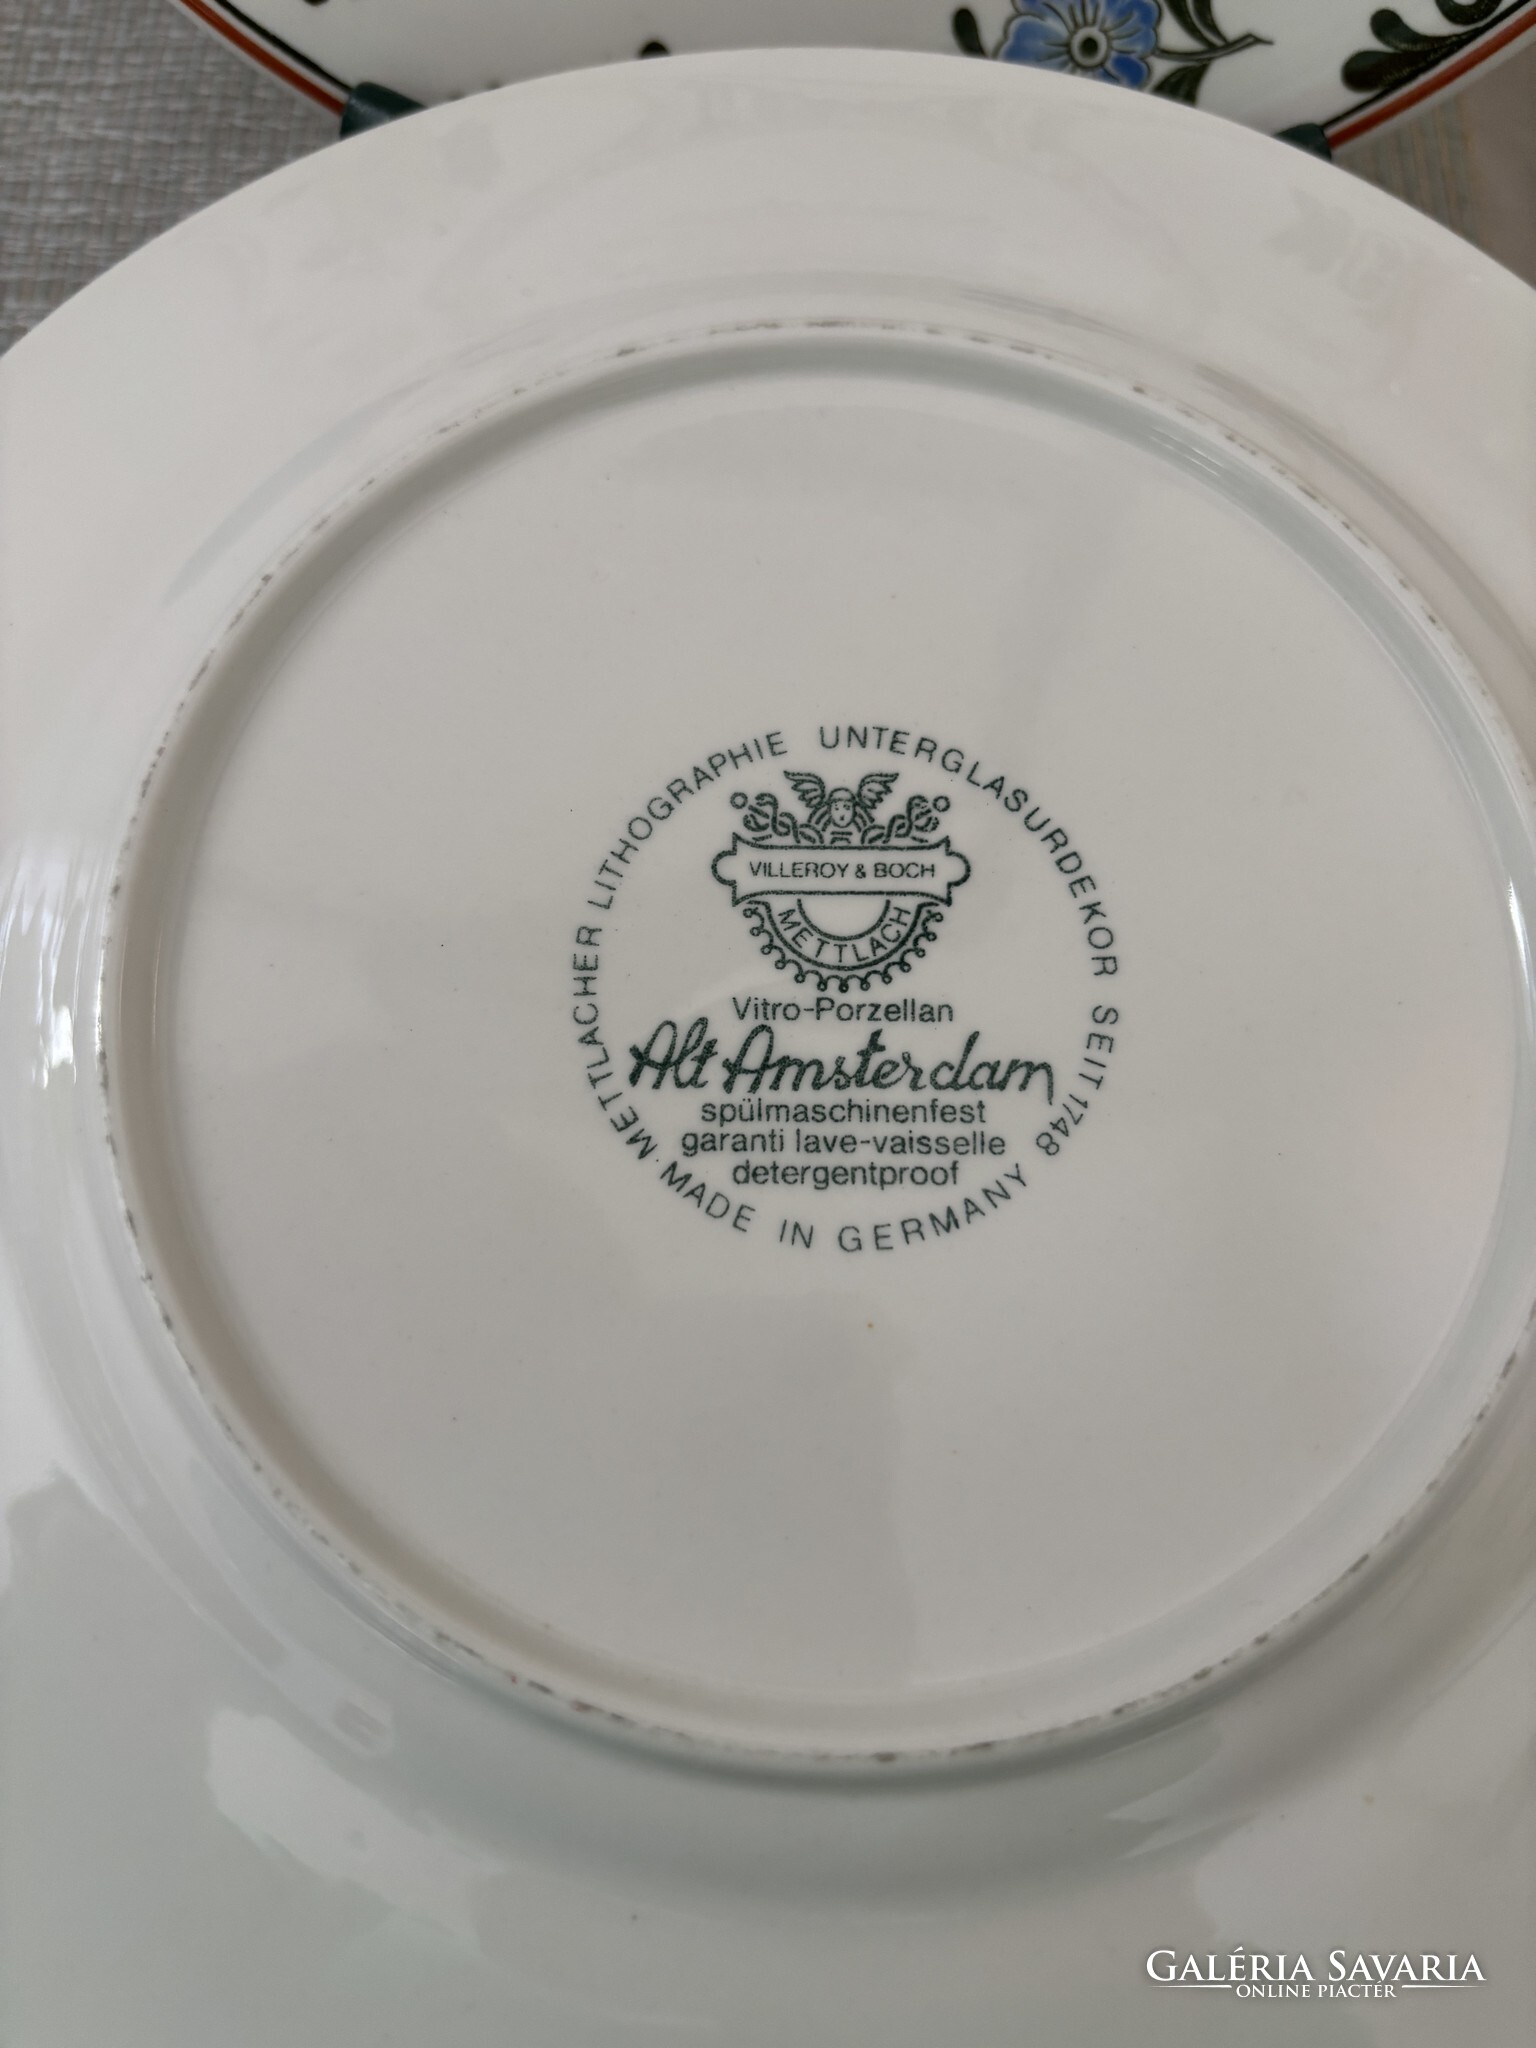 METTLACHER LITHOGRAPHIE UNTERGLASURDEKOR SEIT 1748
VILLEROY & BOCH
METTLACH
Vitro-Porzellan
Alt Amsterdam
spülmaschinenfest
garanti lave-vaisselle
detergentproof
· MADE IN GERMANY
GALÉRIA SAVARIA
ONLINE PIACTÉR